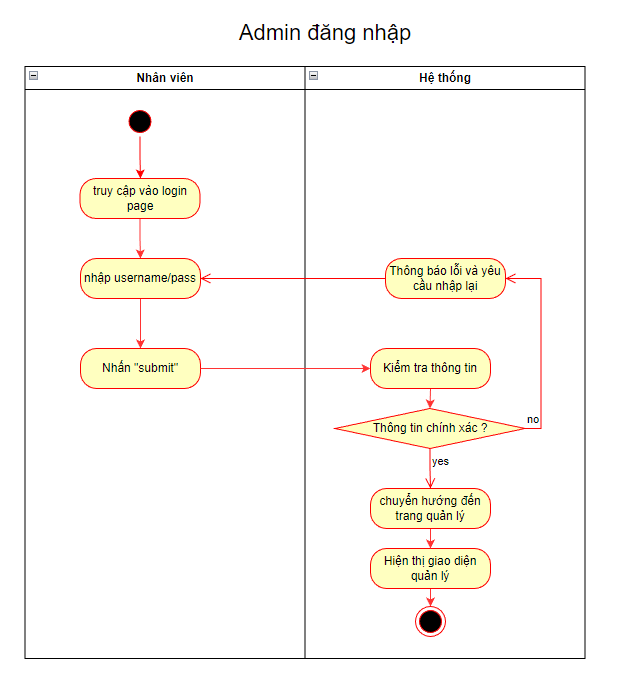 Admin đăng nhập
Nhân viên
Hệ thống
truy cập vào login
page
nhập username/pass
Thông báo lỗi và yêu
cầu nhập lại
Nhấn "submit"
Kiểm tra thông tin
Thông tin chính xác ?
no
yes
chuyển hướng đến
trang quản lý
Hiện thị giao diện
quản lý